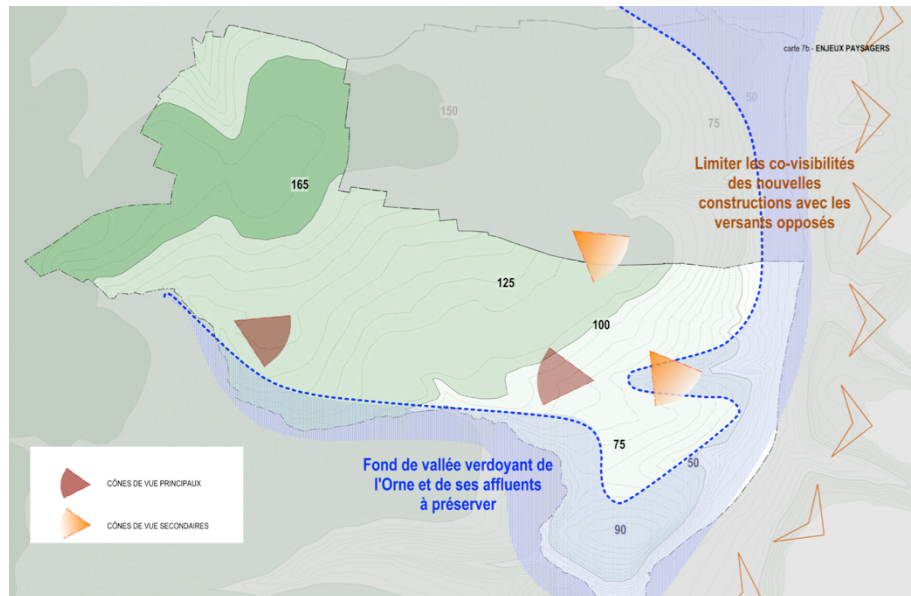 carte 7b - ENJEUX PAYSAGERS
150
50
75
Limiter les co-visibilités
des nouvelles
constructions avec les
versants opposés
165
125
100
75
50
90
Fond de vallée verdoyant de
l'Orne et de ses affluents
à préserver
CÔNES DE VUE PRINCIPAUX
CÔNES DE VUE SECONDAIRES